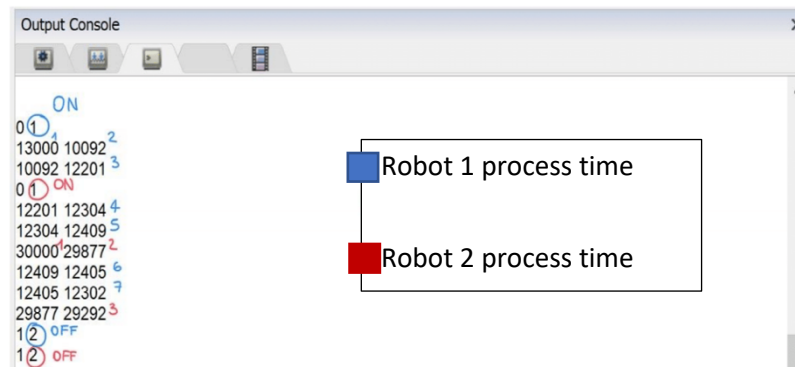 Output Console
ON
0 1
13000 1 10092 2
10092 12201 3
0 1 ON
12201 12304 4
12304 12409 5
30000 1 29877 2
12409 12405 6
12405 12302 7
29877 29292 3
1 2 OFF
1 2 OFF
Robot 1 process time
Robot 2 process time